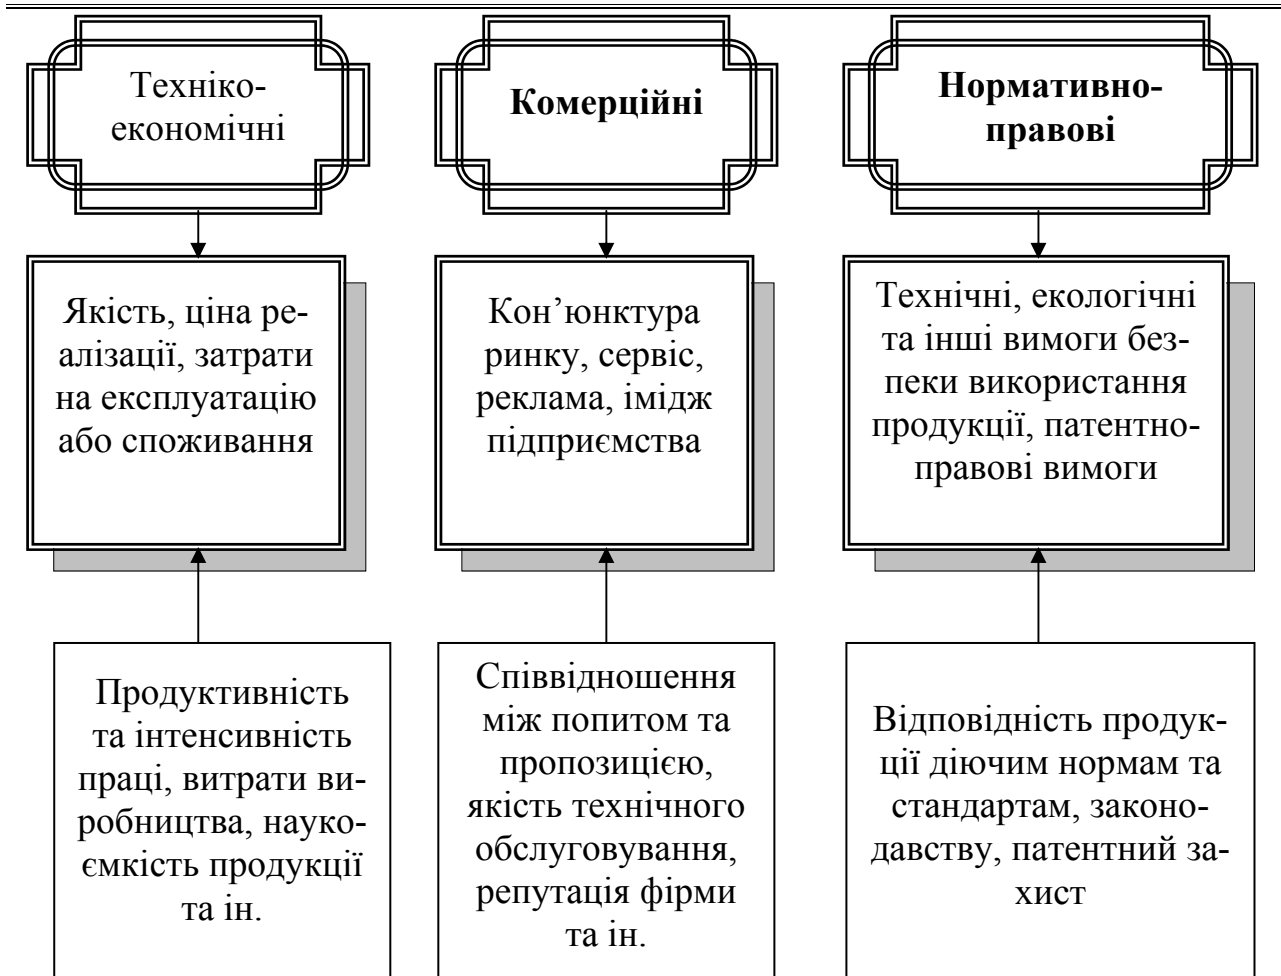 Техніко-
економічні
Комерційні
Нормативно-
правові
Якість, ціна ре-
алізації, затрати
на експлуатацію
або споживання
Кон’юнктура
ринку, сервіс,
реклама, імідж
підприємства
Технічні, екологічні
та інші вимоги без-
пеки використання
продукції, патентно-
правові вимоги
Продуктивність
та інтенсивність
праці, витрати ви-
робництва, науко-
ємкість продукції
та ін.
Співвідношення
між попитом та
пропозицією,
якість технічного
обслуговування,
репутація фірми
та ін.
Відповідність продук-
ції діючим нормам та
стандартам, законо-
давству, патентний за-
хист